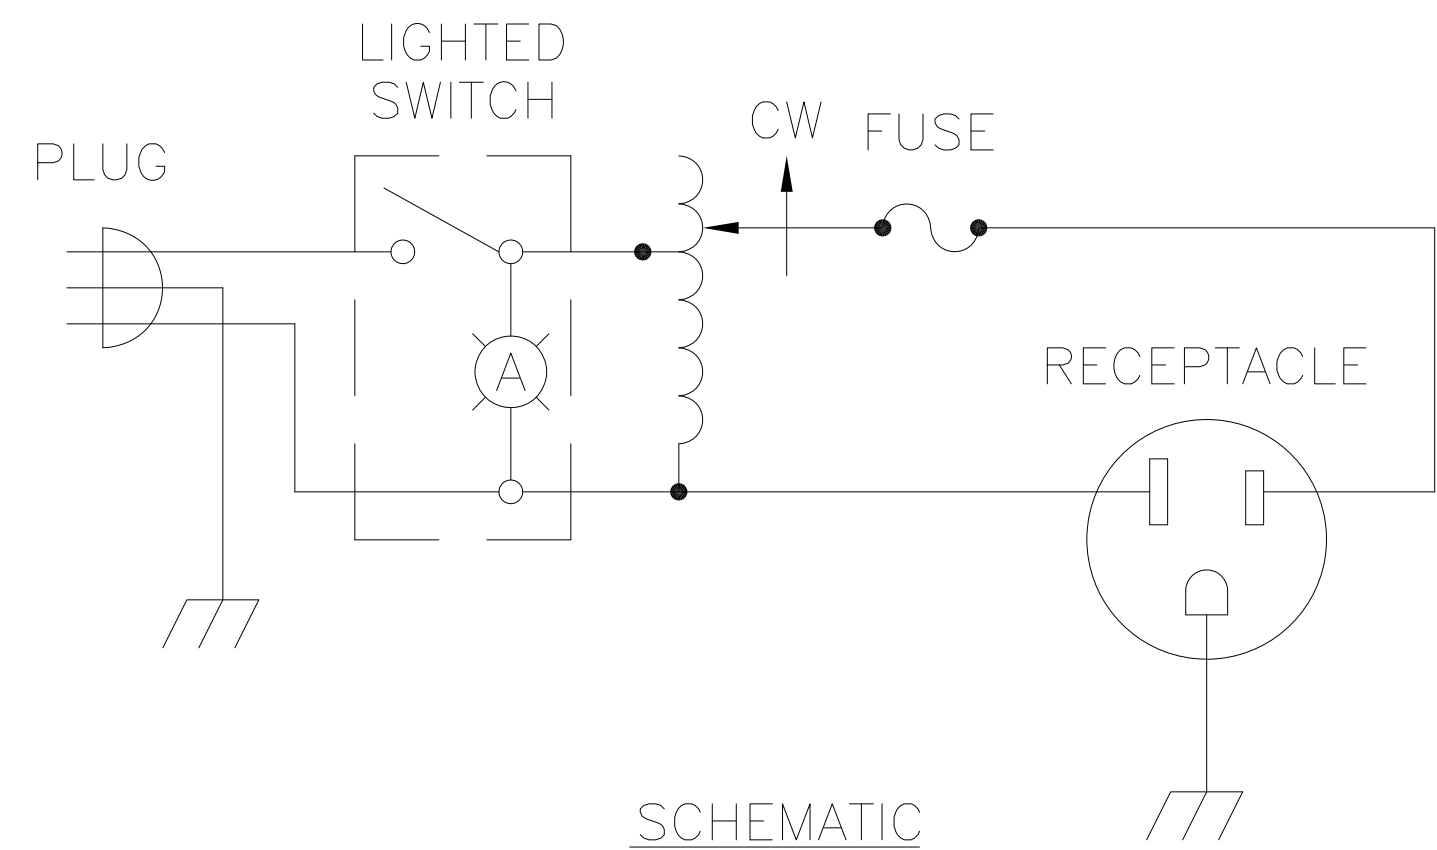 LIGHTED
SWITCH
CW
FUSE
PLUG
A
RECEPTACLE
SCHEMATIC